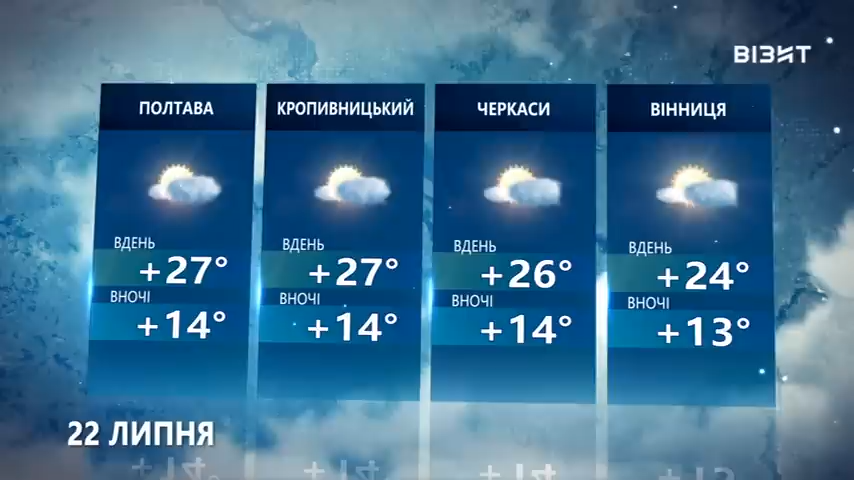 ВІЗИТ
ПОЛТАВА
ВДЕНЬ
+27°
ВНОЧІ
+14°
КРОПИВНИЦЬКИЙ
ВДЕНЬ
+27°
ВНОЧІ
+14°
ЧЕРКАСИ
ВДЕНЬ
+26°
ВНОЧІ
+14°
ВІННИЦЯ
ВДЕНЬ
+24°
ВНОЧІ
+13°
22 ЛИПНЯ